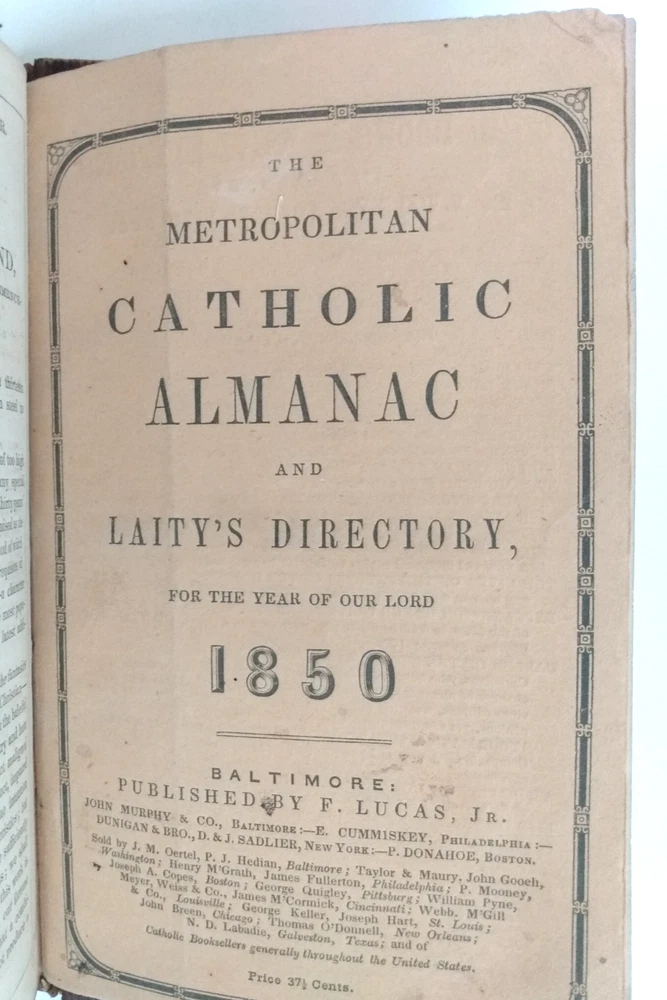 THE
METROPOLITAN
CATHOLIC
ALMANAC
AND
LAITY'S DIRECTORY,
FOR THE YEAR OF OUR LORD
1850
BALTIMORE:
PUBLISHED BY F. LUCAS, JR.
JOHN MURPHY & CO., BALTIMORE:—E. CUMMISKEY, PHILADELPHIA:—
DUNIGAN & BRO., D. & J. SADLIER, NEW YORK:—P. DONAHOE, BOSTON.
Sold by J. M. Oertel, P. J. Hedian, Baltimore; Taylor & Maury, John Gooch,
Washington; Henry M'Grath, James Fullerton, Philadelphia; P. Mooney,
Joseph A. Copes, Boston; George Quigley, Pittsburg; William Pyne,
Meyer, Weiss & Co., James M'Cormick, Cincinnati; Webb. M'Gill
& Co., Louisville; George Keller, Joseph Hart, St. Louis;
John Breen, Chicago; Thomas O'Donnell, New Orleans;
N. D. Labadie, Galveston, Texas; and of
Catholic Booksellers generally throughout the United States.
Price 37½ Cents.